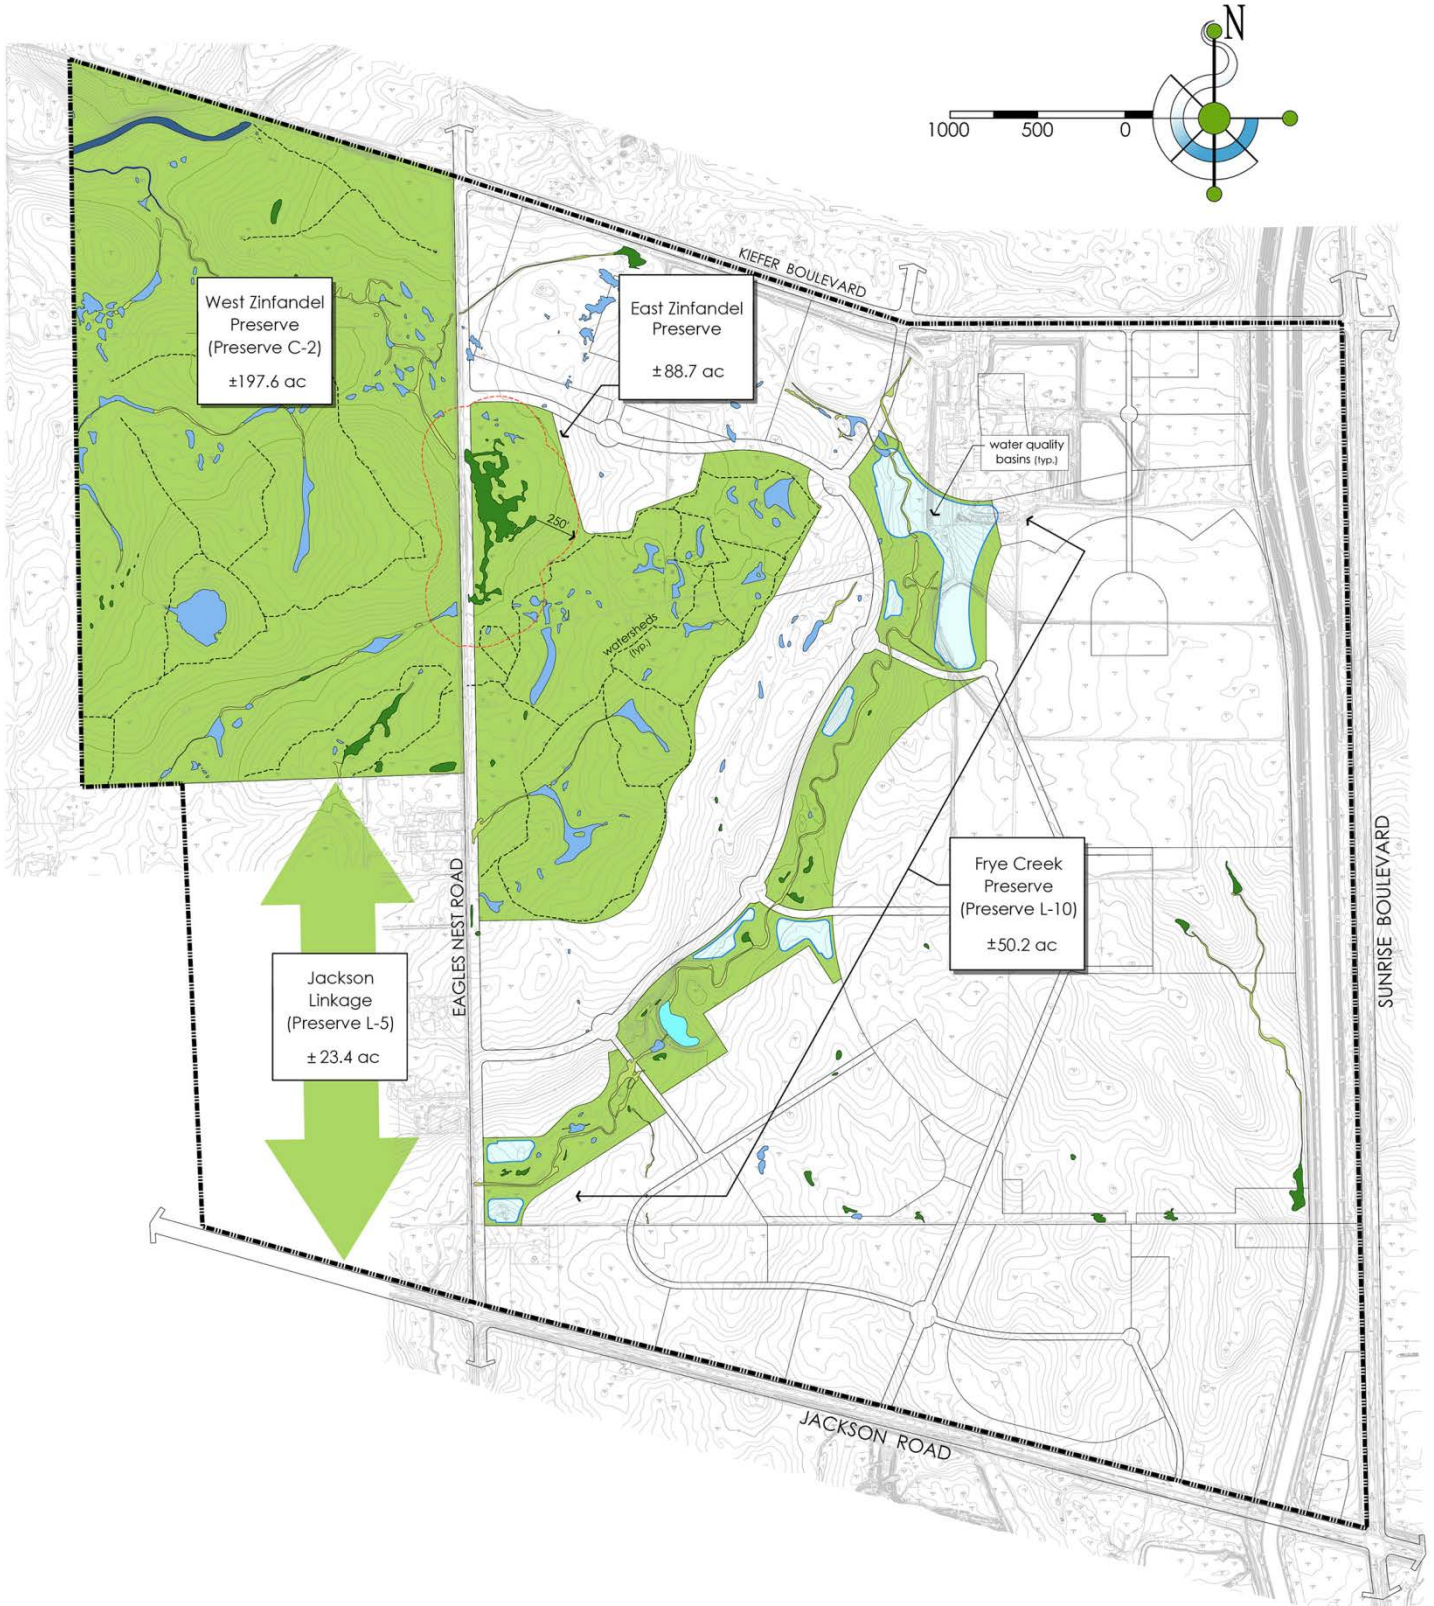 N
1000 500 0
KIEFER BOULEVARD
West Zinfandel
Preserve
(Preserve C-2)
±197.6 ac
East Zinfandel
Preserve
±88.7 ac
water quality
basins (typ.)
250'
watersheds
(typ.)
EAGLES NEST ROAD
SUNRISE BOULEVARD
Frye Creek
Preserve
(Preserve L-10)
±50.2 ac
Jackson
Linkage
(Preserve L-5)
±23.4 ac
JACKSON ROAD